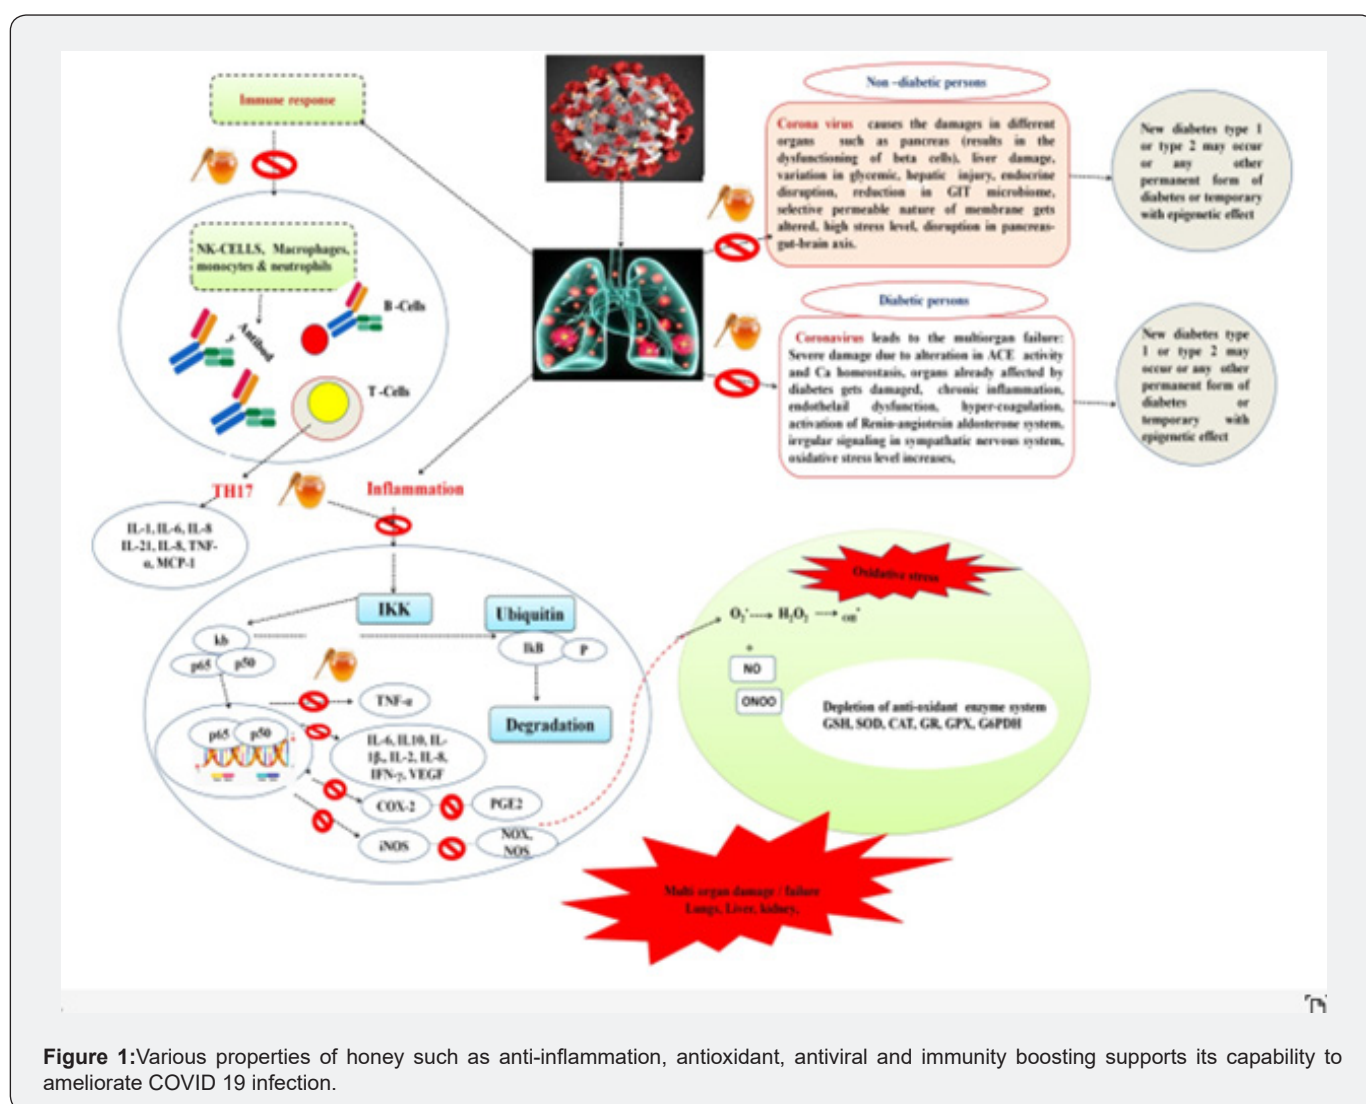 Immune response
NK-CELLS, Macrophages,
monocytes & neutrophils
B -Cells
Antibod
y
T -Cells
TH17
IL-1, IL-6, IL-8
IL-21, IL-8, TNF-
α, MCP-1
Inflammation
Non –diabetic persons
Corona virus causes the damages in different
organs such as pancreas (results in the
dysfunctioning of beta cells), liver damage,
variation in glycemic, hepatic injury, endocrine
disruption, reduction in GIT microbiome,
selective permeable nature of membrane gets
altered, high stress level, disruption in pancreas-
gut-brain axis.
New diabetes type 1
or type 2 may occur
or any other
permanent form of
diabetes or temporary
with epigenetic effect
Diabetic persons
Coronavirus leads to the multiorgan failure:
Severe damage due to alteration in ACE activity
and Ca homeostasis, organs already affected by
diabetes gets damaged, chronic inflammation,
endothelail dysfunction, hyper-coagulation,
activation of Renin-angiotesin aldosterone system,
irregular signaling in sympathatic nervous system,
oxidative stress level increases,
New diabetes type
1 or type 2 may
occur or any other
permanent form of
diabetes or
temporary with
epigenetic effect
IKK
Ubiquitin
kb
p65 p50
IkB P
Degradation
p65 p50
TNF-α
IL-6, IL10, IL-
1β, IL-2, IL-8,
IFN-γ, VEGF
COX-2
PGE2
iNOS
NOX,
NOS
Oxidative stress
O₂˙ H₂O₂ OH˙
+
NO
ONOO
Depletion of anti-oxidant enzyme system
GSH, SOD, CAT, GR, GPX, G6PDH
Multi organ damage / failure
Lungs, Liver, kidney,
Figure 1:Various properties of honey such as anti-inflammation, antioxidant, antiviral and immunity boosting supports its capability to
ameliorate COVID 19 infection.